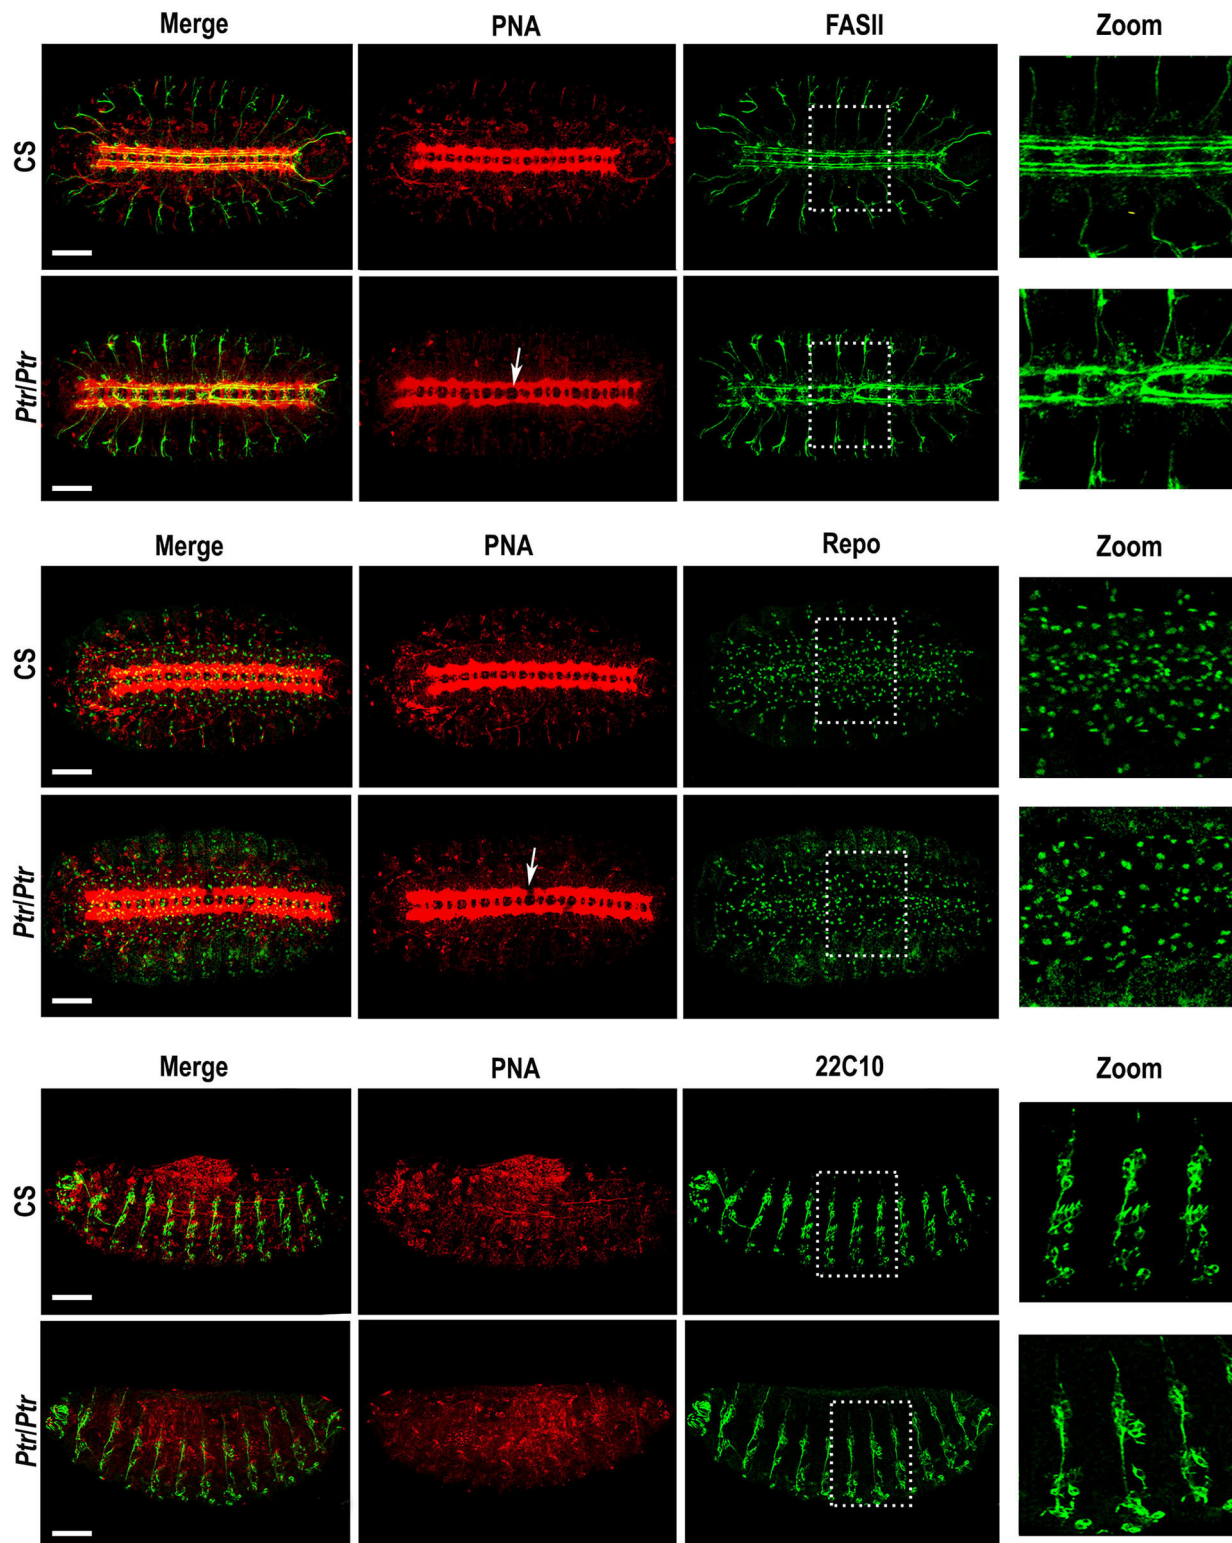 Merge PNA FASII Zoom
CS
Ptr/Ptr
Merge PNA Repo Zoom
CS
Ptr/Ptr
Merge PNA 22C10 Zoom
CS
Ptr/Ptr